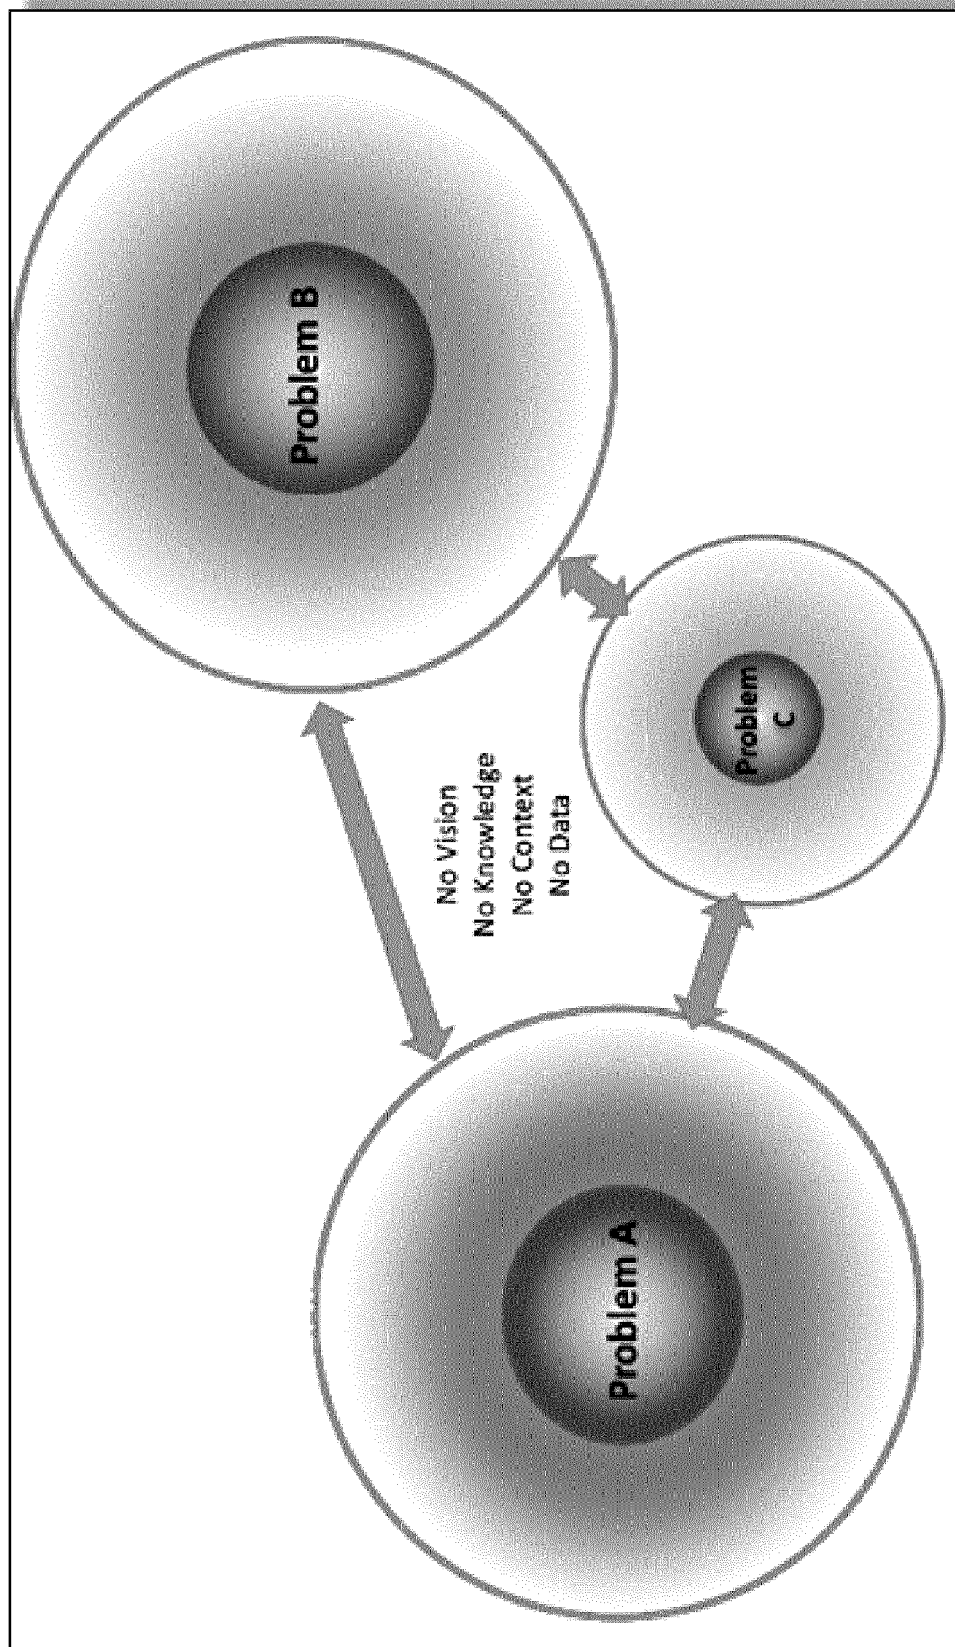 Problem A
No Vision
No Knowledge
No Context
No Data
Problem B
Problem
C